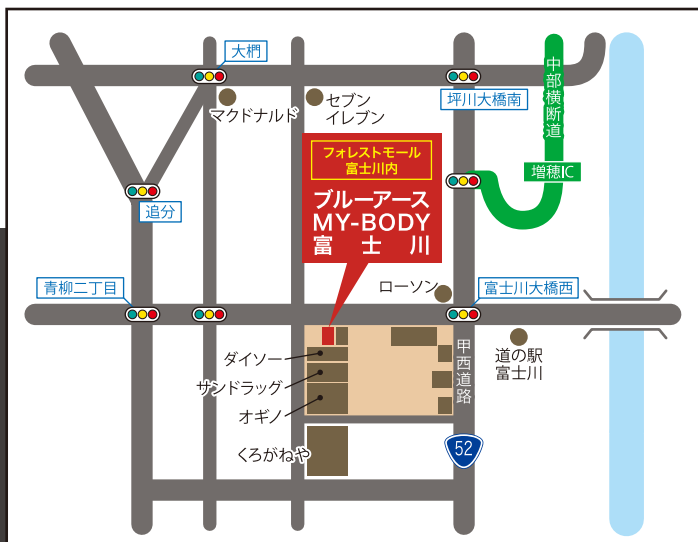 大椚
マクドナルド
セブン
イレブン
坪川大橋南
中部横断道
増穂IC
フォレストモール
富士川内
ブルーアース
MY-BODY
富士川
追分
青柳二丁目
ローソン
富士川大橋西
ダイソー
サンドラッグ
オギノ
くろがねや
甲西道路
52
道の駅
富士川